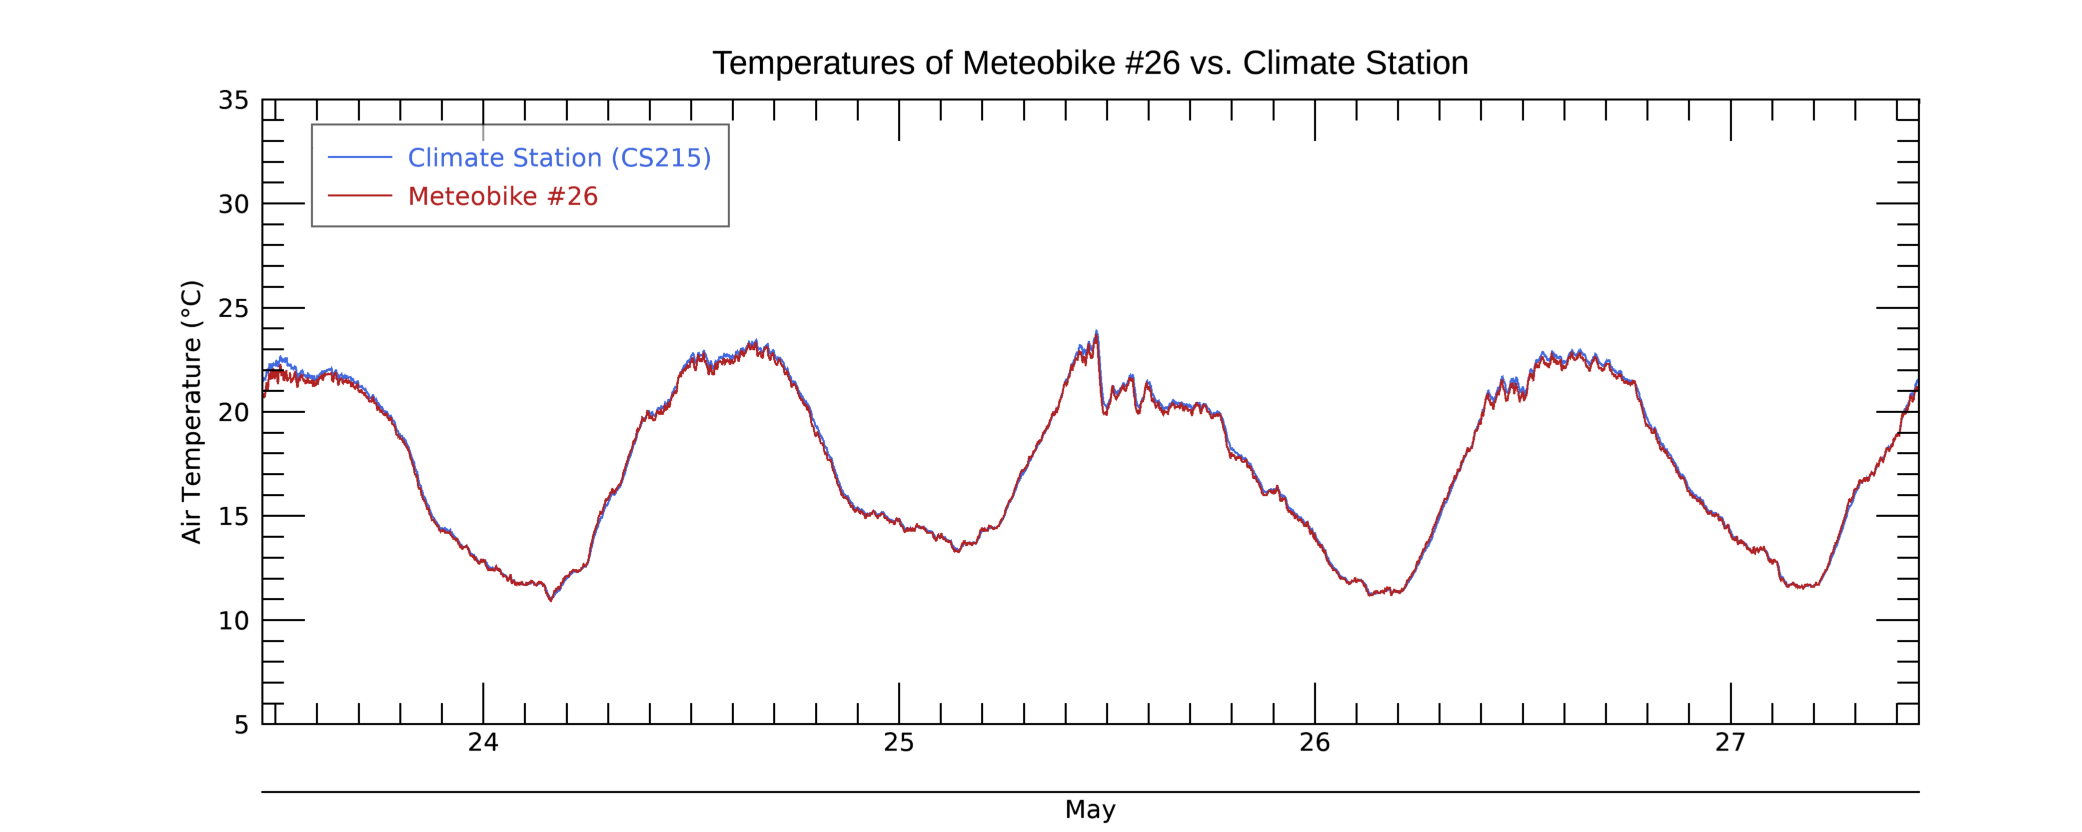 Temperatures of Meteobike #26 vs. Climate Station
35
30
25
20
15
10
5
Air Temperature (°C)
Climate Station (CS215)
Meteobike #26
24 25 26 27
May